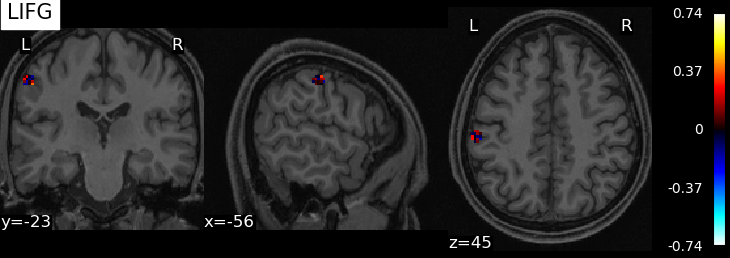 LIFG
L R
y=-23
x=-56
L R
z=45
0.74
0.37
0
-0.37
-0.74